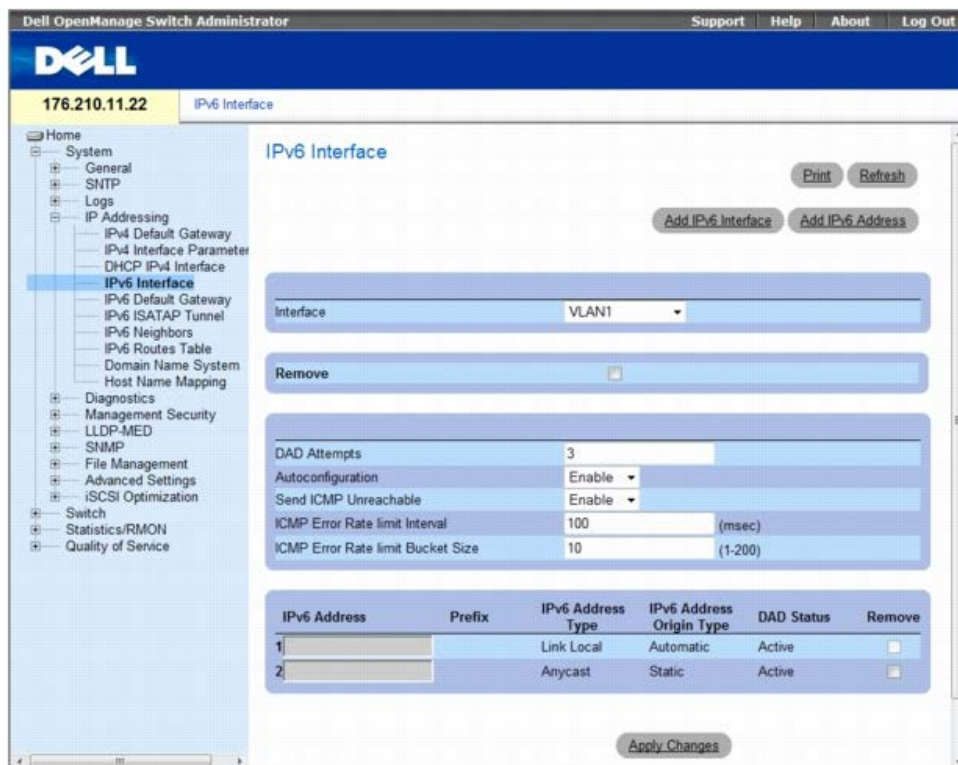 Dell OpenManage Switch Administrator
Support Help About Log Out
DELL
176.210.11.22
IPv6 Interface
Home
System
General
SNTP
Logs
IP Addressing
IPv4 Default Gateway
IPv4 Interface Parameter
DHCP IPv4 Interface
IPv6 Interface
IPv6 Default Gateway
IPv6 ISATAP Tunnel
IPv6 Neighbors
IPv6 Routes Table
Domain Name System
Host Name Mapping
Diagnostics
Management Security
LLDP-MED
SNMP
File Management
Advanced Settings
iSCSI Optimization
Switch
Statistics/RMON
Quality of Service
IPv6 Interface
Print Refresh
Add IPv6 Interface Add IPv6 Address
Interface VLAN1
Remove
DAD Attempts 3
Autoconfiguration Enable
Send ICMP Unreachable Enable
ICMP Error Rate limit Interval 100 (msec)
ICMP Error Rate limit Bucket Size 10 (1-200)
IPv6 Address Prefix IPv6 Address Type IPv6 Address Origin Type DAD Status Remove
1 Link Local Automatic Active
2 Anycast Static Active
Apply Changes